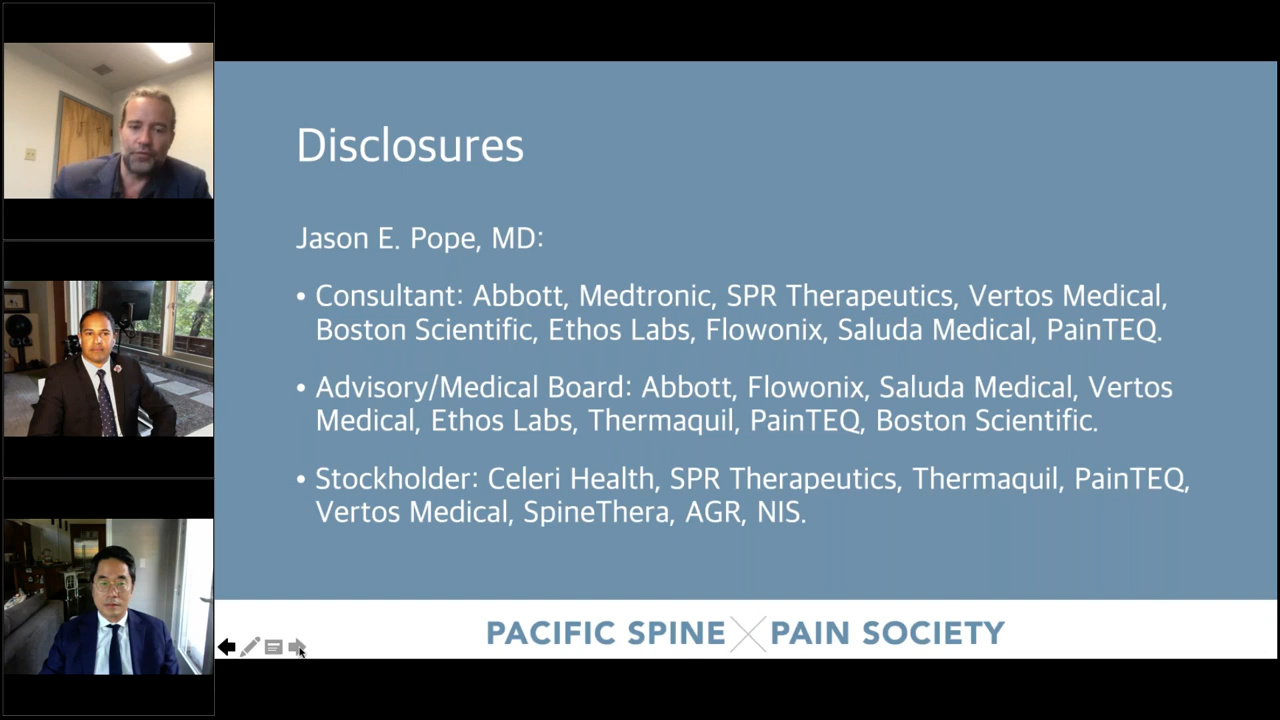 Disclosures
Jason E. Pope, MD:
• Consultant: Abbott, Medtronic, SPR Therapeutics, Vertos Medical,
Boston Scientific, Ethos Labs, Flowonix, Saluda Medical, PainTEQ.
• Advisory/Medical Board: Abbott, Flowonix, Saluda Medical, Vertos
Medical, Ethos Labs, Thermaquil, PainTEQ, Boston Scientific.
• Stockholder: Celeri Health, SPR Therapeutics, Thermaquil, PainTEQ,
Vertos Medical, SpineThera, AGR, NIS.
PACIFIC SPINE PAIN SOCIETY